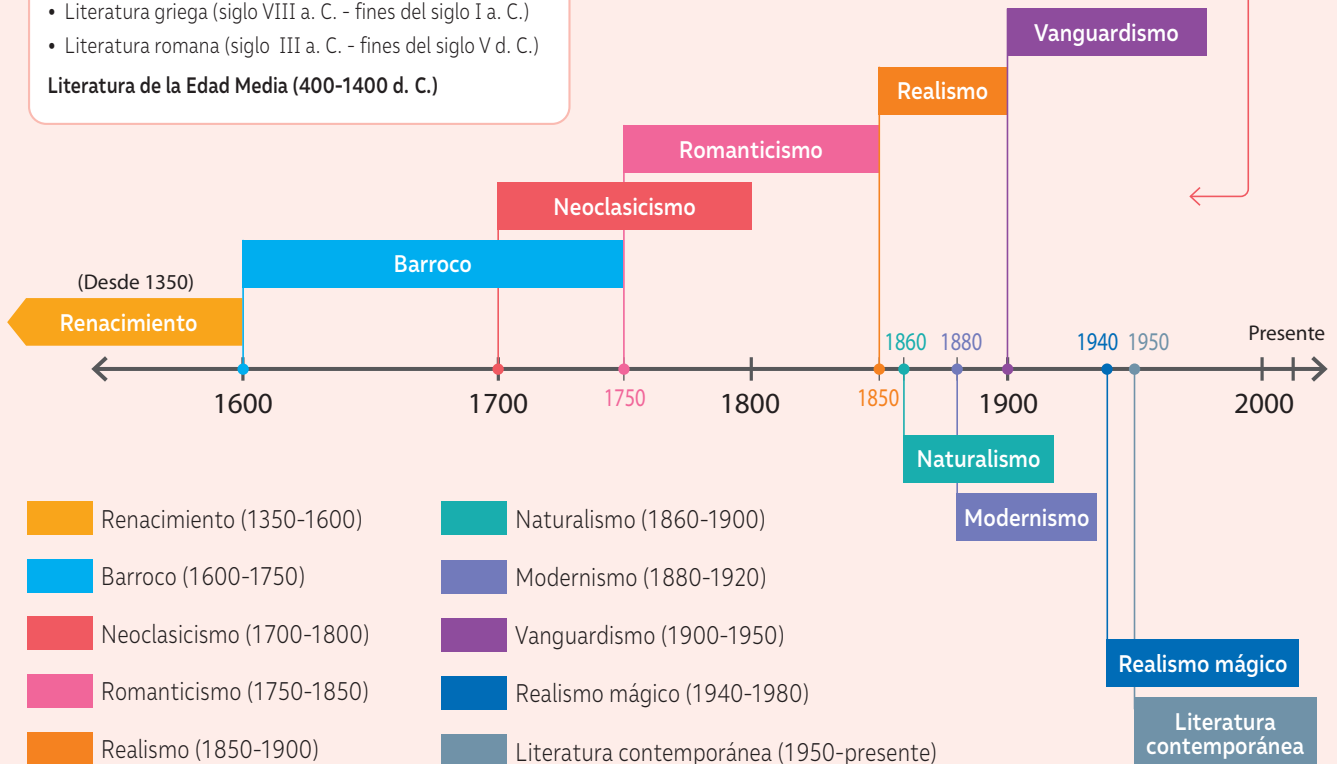 • Literatura griega (siglo VIII a. C. - fines del siglo I a. C.)
• Literatura romana (siglo III a. C. - fines del siglo V d. C.)
Literatura de la Edad Media (400-1400 d. C.)
Vanguardismo
Realismo
Romanticismo
Neoclasicismo
Barroco
(Desde 1350)
Renacimiento
1860 1880 1940 1950 Presente
1600 1700 1750 1800 1850 1900 2000
Naturalismo
Modernismo
Realismo mágico
Literatura
contemporánea
Renacimiento (1350-1600)
Barroco (1600-1750)
Neoclasicismo (1700-1800)
Romanticismo (1750-1850)
Realismo (1850-1900)
Naturalismo (1860-1900)
Modernismo (1880-1920)
Vanguardismo (1900-1950)
Realismo mágico (1940-1980)
Literatura contemporánea (1950-presente)